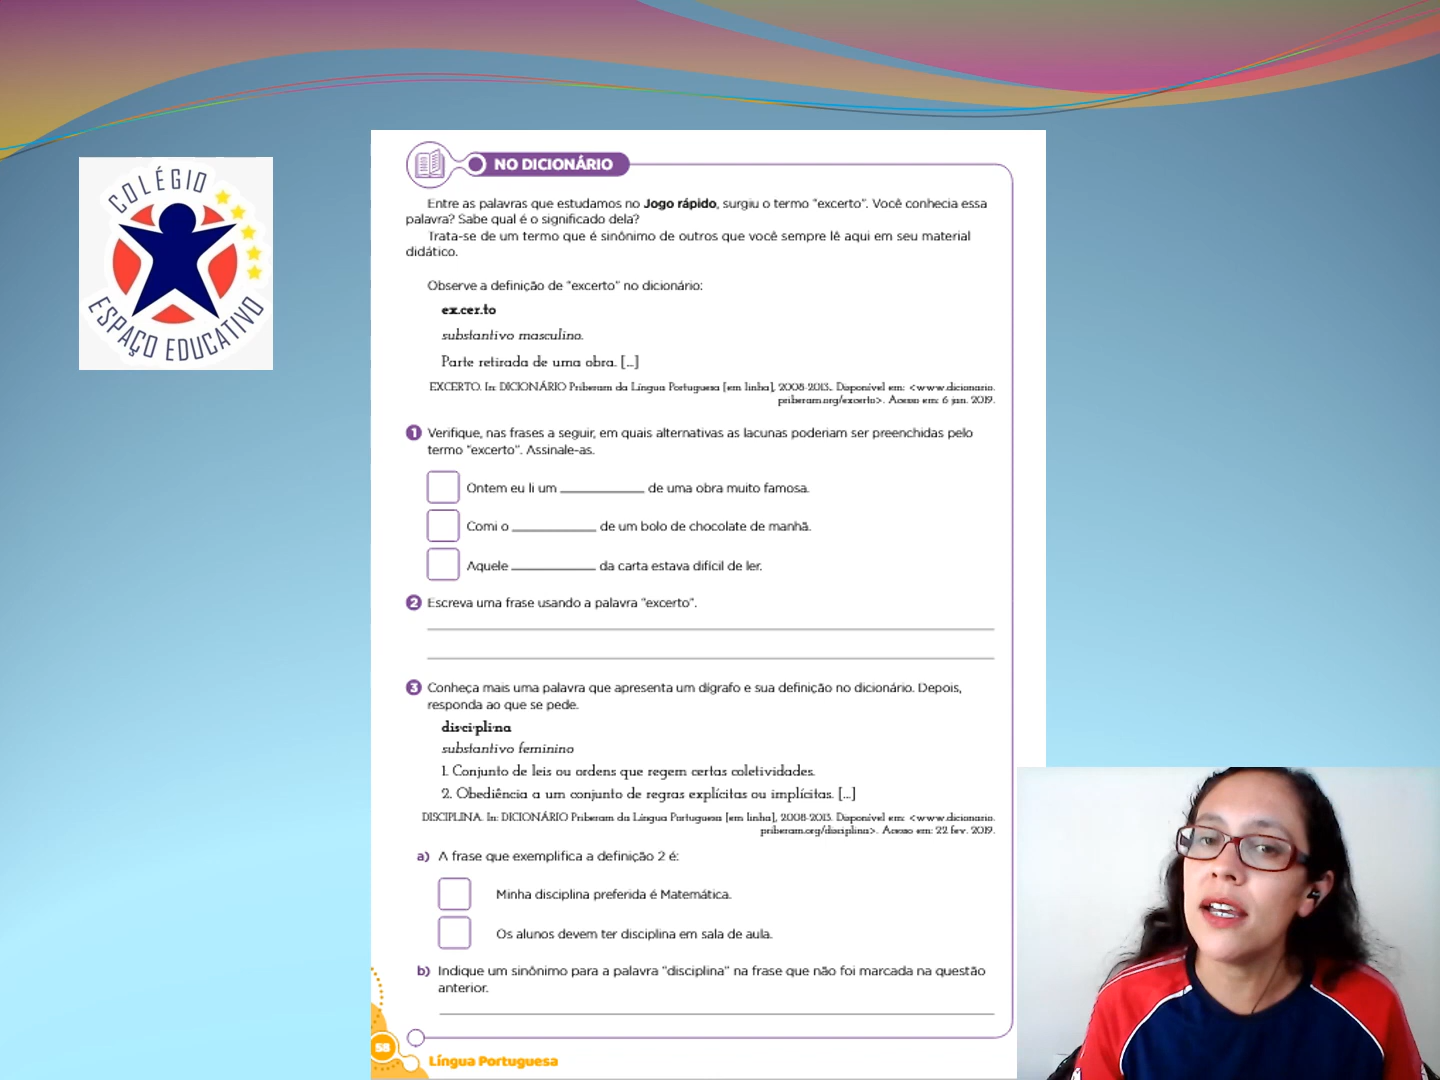 COLÉGIO
ESPAÇO EDUCATIVO
NO DICIONÁRIO
Entre as palavras que estudamos no Jogo rápido, surgiu o termo "excerto". Você conhecia essa
palavra? Sabe qual é o significado dela?
Trata-se de um termo que é sinônimo de outros que você sempre lê aqui em seu material
didático.
Observe a definição de "excerto" no dicionário:
ex.cer.to
substantivo masculino.
Parte retirada de uma obra. [...]
EXCERTO. In: DICIONÁRIO Priberam da Língua Portuguesa [em linha], 2008-2013. Disponível em: <www.dicionario.
priberam.org/excerto>. Acesso em: 6 jan. 2019.
1 Verifique, nas frases a seguir, em quais alternativas as lacunas poderiam ser preenchidas pelo
termo "excerto". Assinale-as.
Ontem eu li um ____________ de uma obra muito famosa.
Comi o ____________ de um bolo de chocolate de manhã.
Aquele ____________ da carta estava difícil de ler.
2 Escreva uma frase usando a palavra "excerto".
3 Conheça mais uma palavra que apresenta um dígrafo e sua definição no dicionário. Depois,
responda ao que se pede.
dis·ci·pli·na
substantivo feminino
1. Conjunto de leis ou ordens que regem certas coletividades.
2. Obediência a um conjunto de regras explícitas ou implícitas. [...]
DISCIPLINA. In: DICIONÁRIO Priberam da Língua Portuguesa [em linha], 2008-2013. Disponível em: <www.dicionario.
priberam.org/disciplina>. Acesso em: 22 fev. 2019.
a) A frase que exemplifica a definição 2 é:
Minha disciplina preferida é Matemática.
Os alunos devem ter disciplina em sala de aula.
b) Indique um sinônimo para a palavra "disciplina" na frase que não foi marcada na questão
anterior.
58
Língua Portuguesa